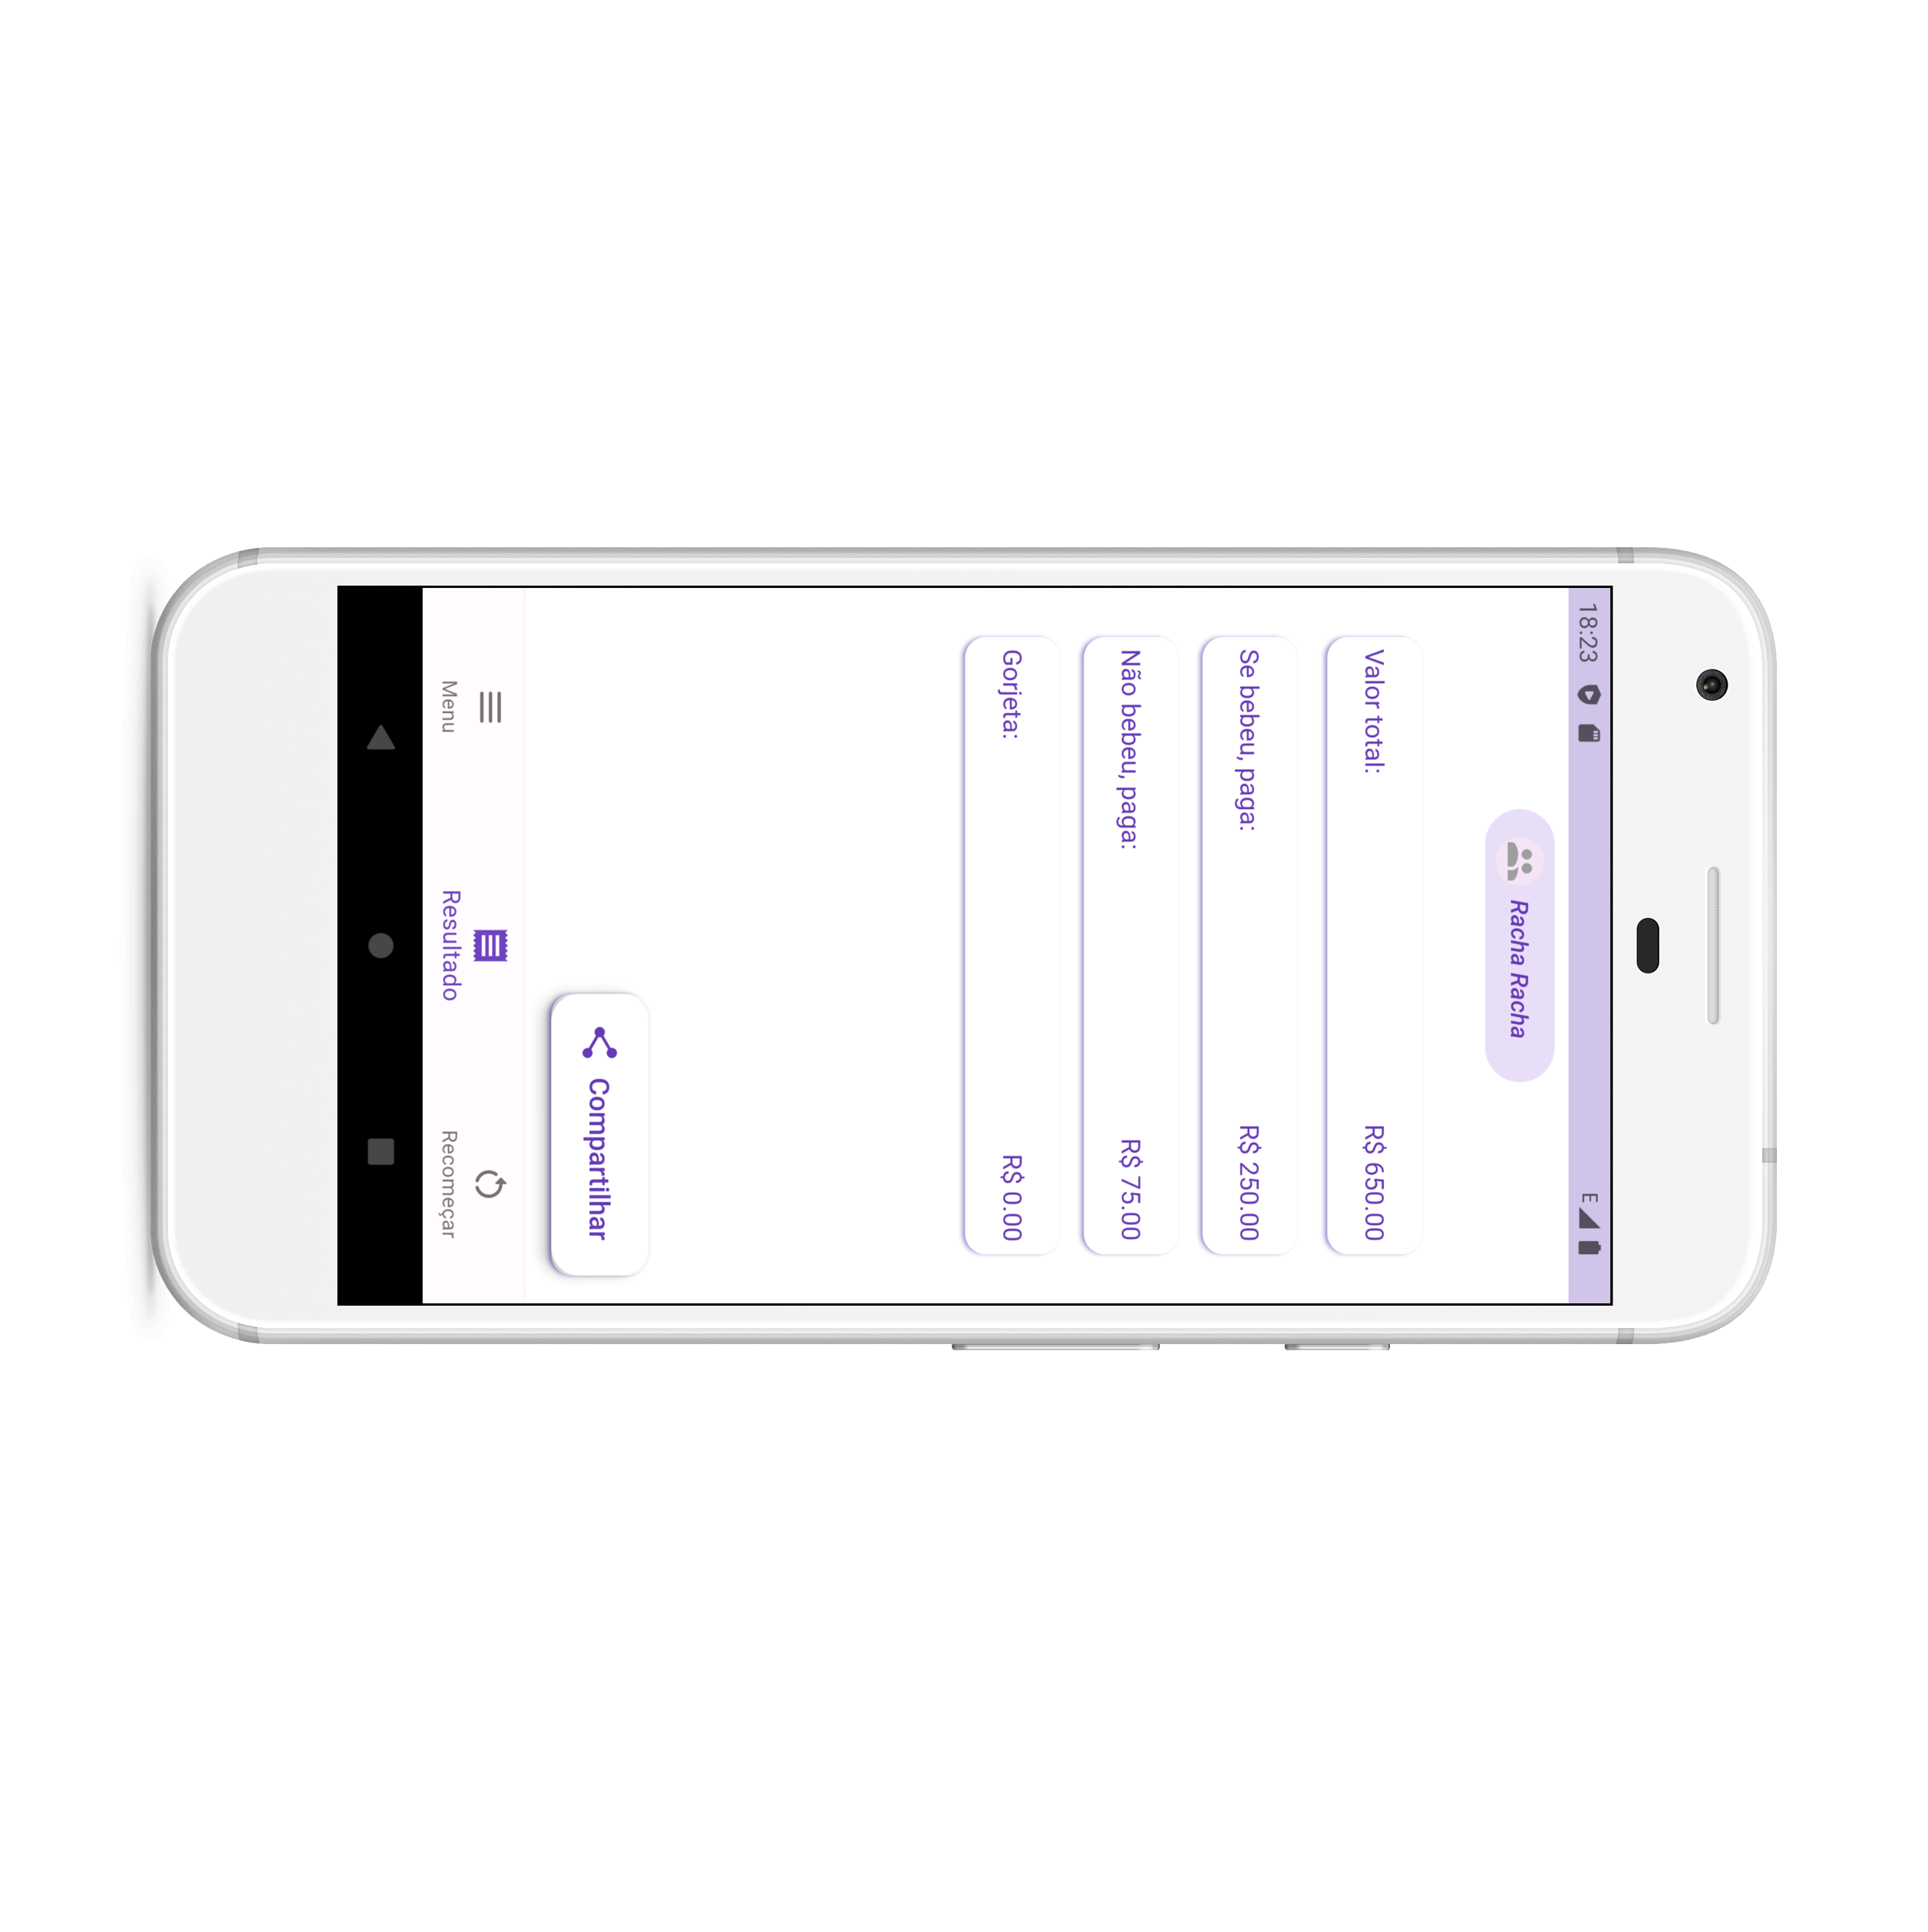 18:23
E
Racha Racha
Valor total: R$ 650.00
Se bebeu, paga: R$ 250.00
Não bebeu, paga: R$ 75.00
Gorjeta: R$ 0.00
Compartilhar
Menu Resultado Recomeçar